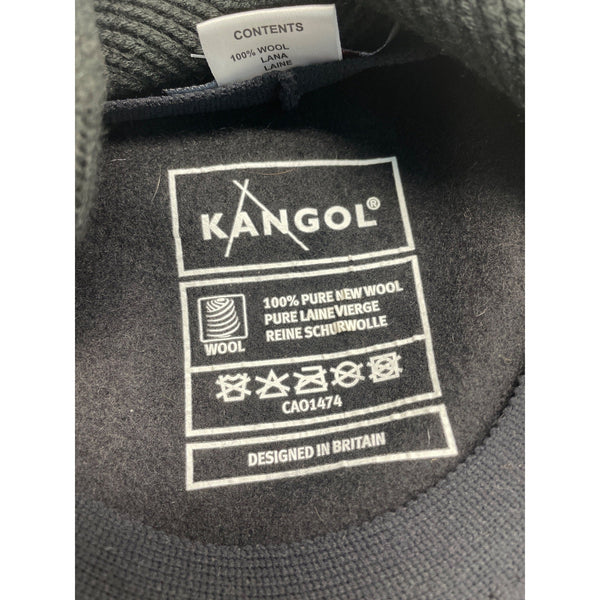 CONTENTS
100% WOOL
LANA
LAINE
KANGOL®
100% PURE NEW WOOL
PURE LAINE VIERGE
REINE SCHURWOLLE
WOOL
CA01474
DESIGNED IN BRITAIN